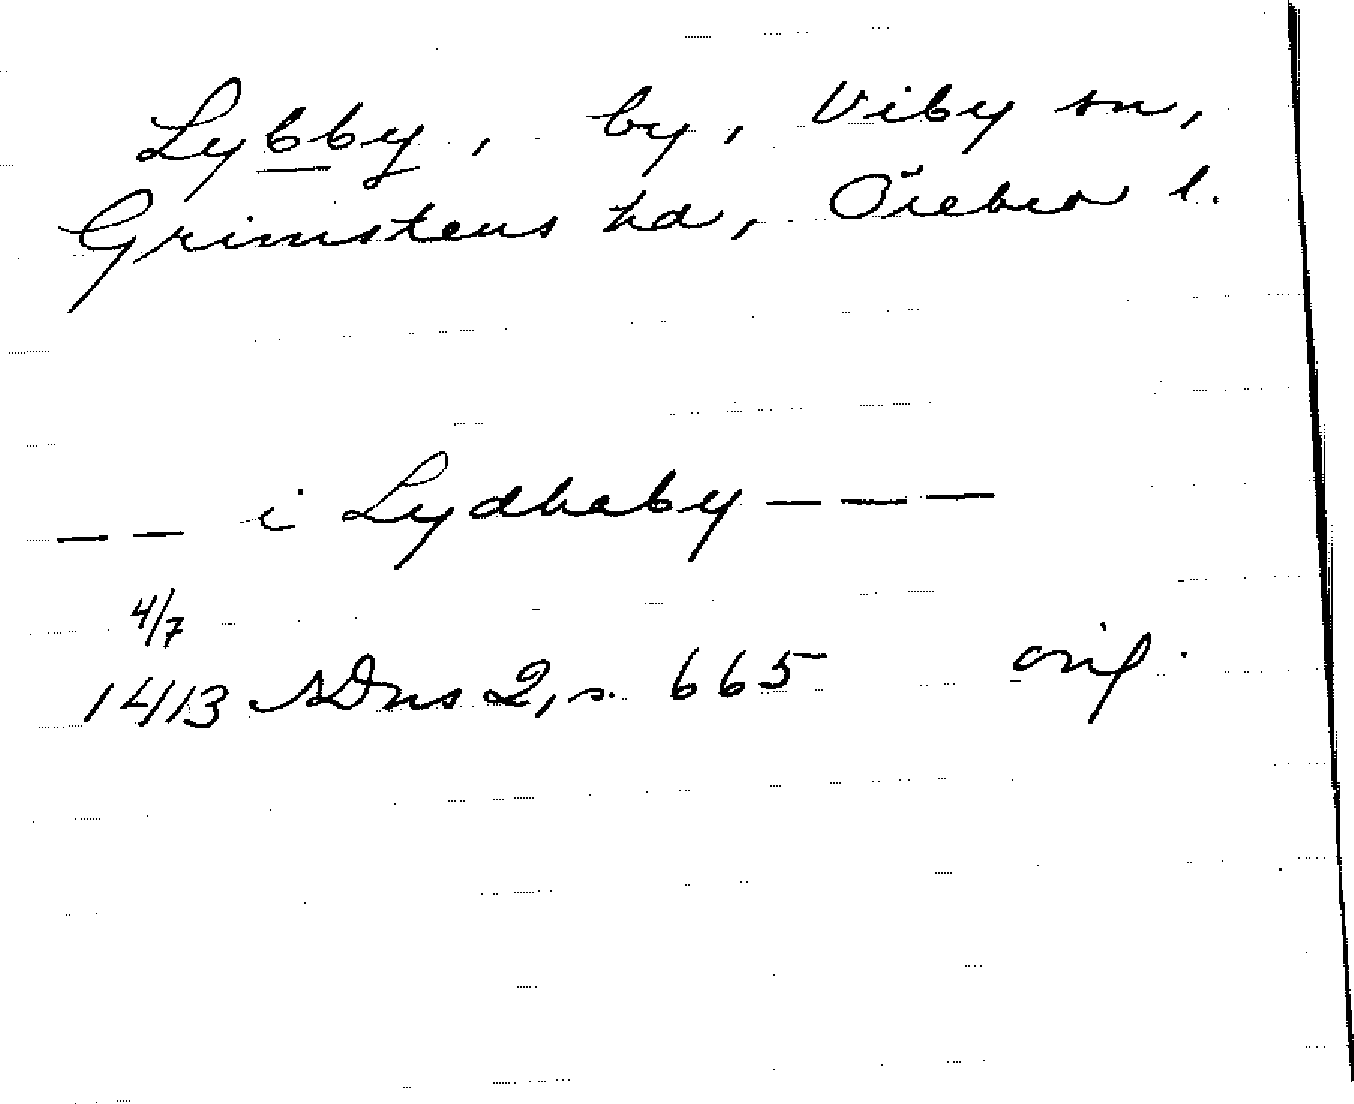 Lybby, by, Viby sn,
Grimstens hd, Örebro l.
— — i Lydhaby — — —
4/7
1413 SDns 2, s. 665 orig.